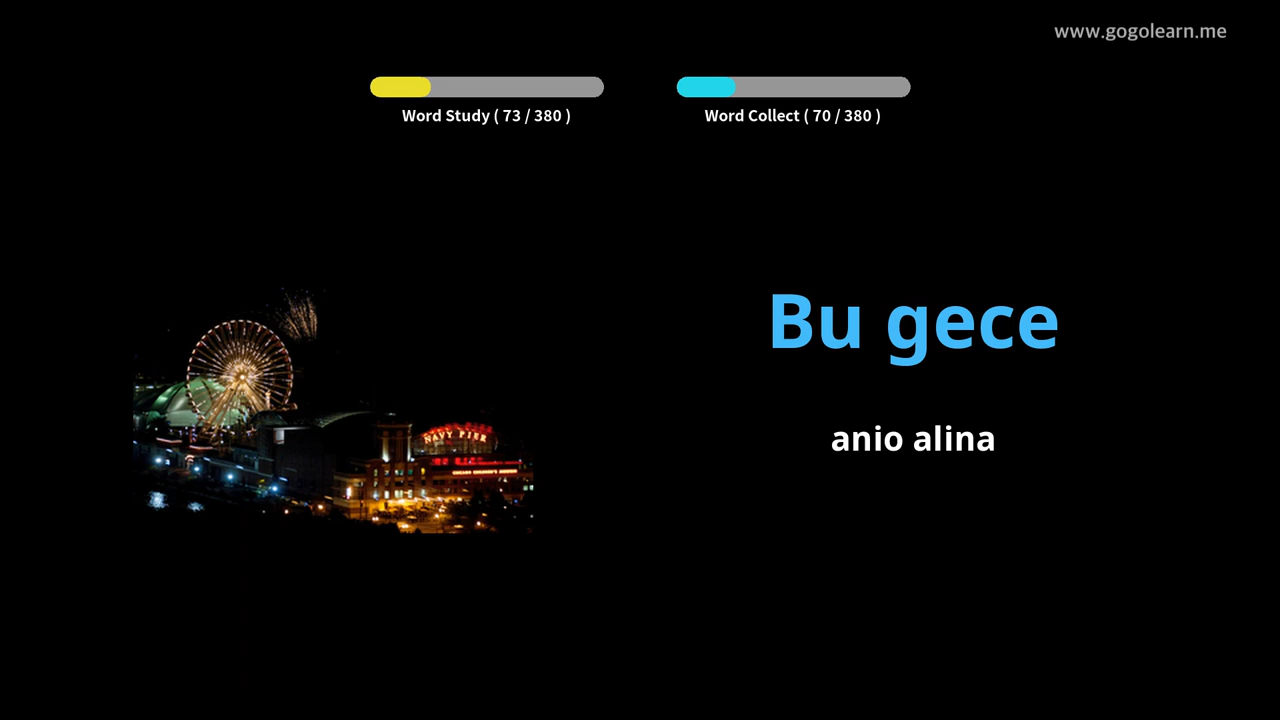 www.gogolearn.me
Word Study ( 73 / 380 )
Word Collect ( 70 / 380 )
Bu gece
anio alina
NAVY PIER